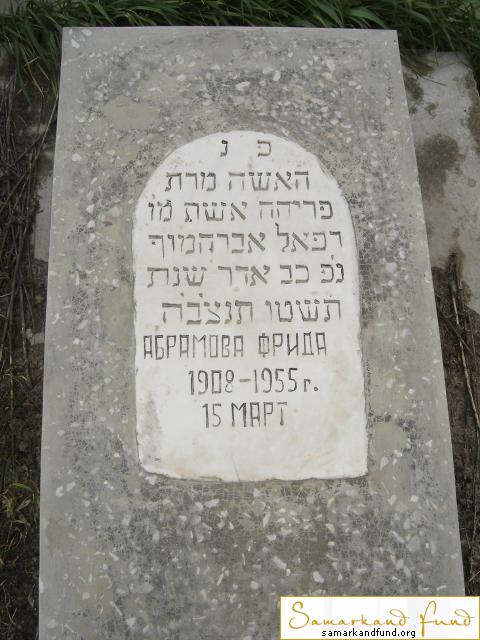 כ נ
האשה מרת
פריחה אשת מו
רפאל אברהמוף
נפ כב אדר שנת
תשטו תנצבה
АБРАМОВА ФРИДА
1908-1955 г.
15 МАРТ
Samarkand Fund
samarkandfund.org